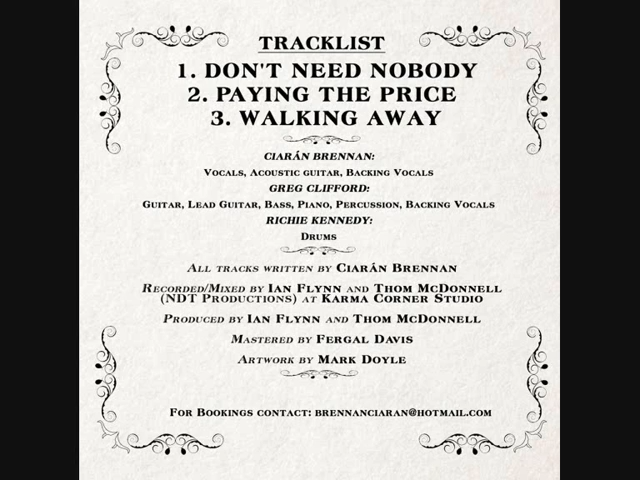 TRACKLIST
1. DON'T NEED NOBODY
2. PAYING THE PRICE
3. WALKING AWAY
CIARÁN BRENNAN:
VOCALS, ACOUSTIC GUITAR, BACKING VOCALS
GREG CLIFFORD:
GUITAR, LEAD GUITAR, BASS, PIANO, PERCUSSION, BACKING VOCALS
RICHIE KENNEDY:
DRUMS
ALL TRACKS WRITTEN BY CIARÁN BRENNAN
RECORDED/MIXED BY IAN FLYNN AND THOM MCDONNELL
(NDT PRODUCTIONS) AT KARMA CORNER STUDIO
PRODUCED BY IAN FLYNN AND THOM MCDONNELL
MASTERED BY FERGAL DAVIS
ARTWORK BY MARK DOYLE
FOR BOOKINGS CONTACT: BRENNANCIARAN@HOTMAIL.COM